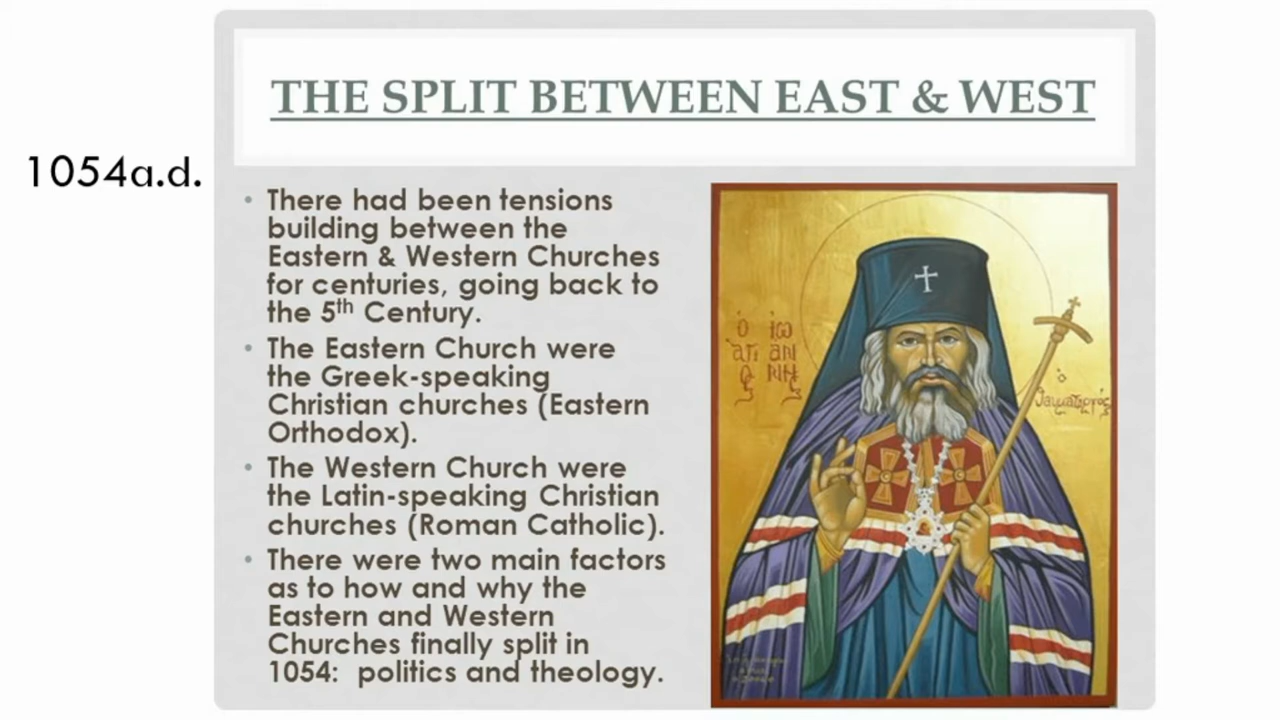 THE SPLIT BETWEEN EAST & WEST
1054a.d.
• There had been tensions
building between the
Eastern & Western Churches
for centuries, going back to
the 5th Century.
• The Eastern Church were
the Greek-speaking
Christian churches (Eastern
Orthodox).
• The Western Church were
the Latin-speaking Christian
churches (Roman Catholic).
• There were two main factors
as to how and why the
Eastern and Western
Churches finally split in
1054:  politics and theology.